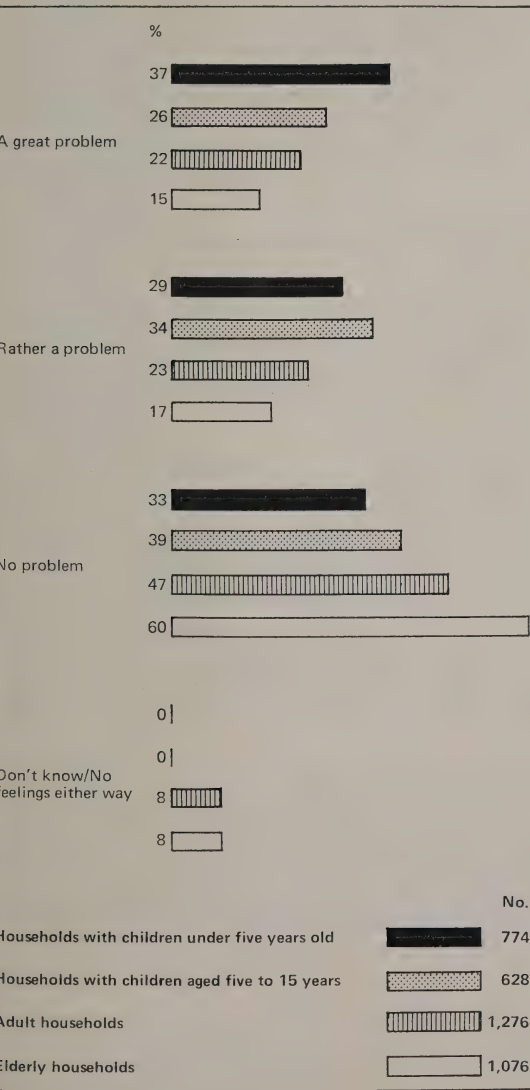 %
37
26
A great problem
22
15
29
34
Rather a problem
23
17
33
39
No problem
47
60
0
0
Don't know/No
feelings either way 8
8
No.
Households with children under five years old 774
Households with children aged five to 15 years 628
Adult households 1,276
Elderly households 1,076